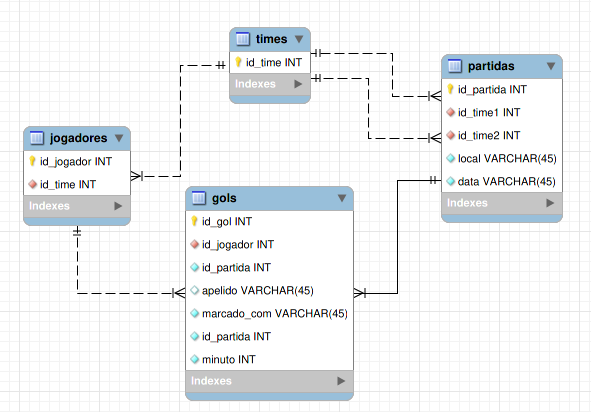 times
id_time INT
Indexes
partidas
id_partida INT
id_time1 INT
id_time2 INT
local VARCHAR(45)
data VARCHAR(45)
Indexes
jogadores
id_jogador INT
id_time INT
Indexes
gols
id_gol INT
id_jogador INT
id_partida INT
apelido VARCHAR(45)
marcado_com VARCHAR(45)
id_partida INT
minuto INT
Indexes